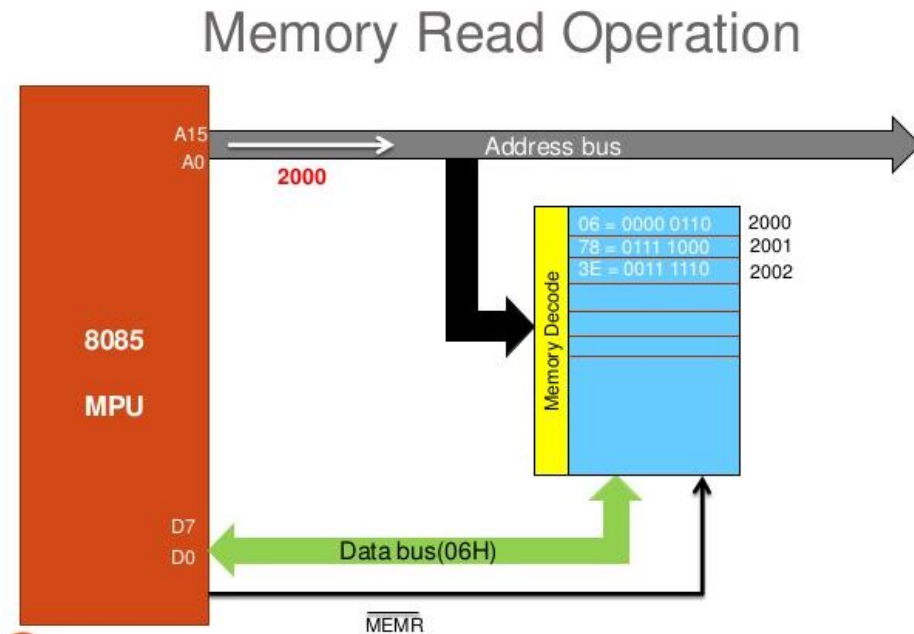 Memory Read Operation
A15
A0
Address bus
2000
06 = 0000 0110 2000
78 = 0111 1000 2001
3E = 0011 1110 2002
Memory Decode
8085
MPU
D7
D0
Data bus(06H)
MEMR